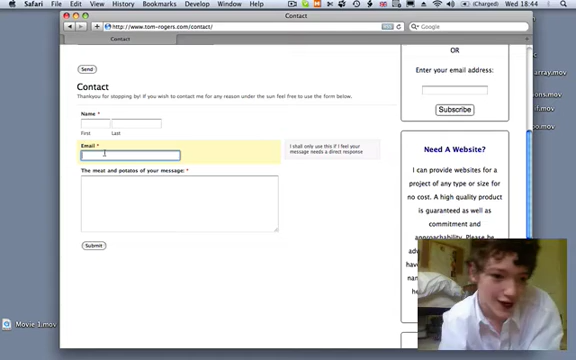 Safari File Edit View History Bookmarks Develop Window Help
(Charged) Wed 18:44
Contact
http://www.tom-rogers.com/contact/
Google
Contact
OR
Enter your email address:
Subscribe
Send
Contact
Thankyou for stopping by! If you wish to contact me for any reason under the sun feel free to use the form below.
Name *
First Last
Email *
I shall only use this if I feel your
message needs a direct response
The meat and potatos of your message: *
Submit
Need A Website?
I can provide websites for a
project of any type or size for
no cost. A high quality product
is guaranteed as well as
commitment and
array.mov
Movie 3.mov